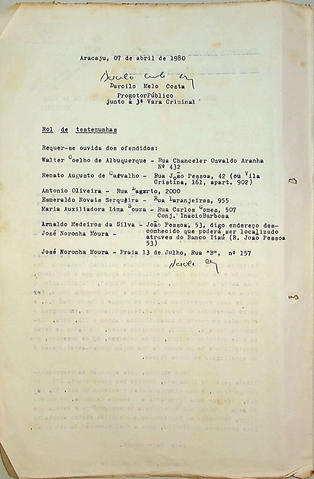 Aracaju, 07 de abril de 1980
Darcilo Melo Costa
PromotorPúblico
junto à 3ª Vara Criminal
Rol de testemunhas
Requer-se ouvida dos ofendidos:
Walter Coelho de Albuquerque - Rua Chanceler Osvaldo Aranha
Nº 432
Renato Augusto de Carvalho - Rua João Pessoa, 42 (ou Vila
Cristina, 161, apart. 902)
Antonio Oliveira - Rua Lagarto, 2000
Esmeraldo Novais Serqueira - Rua Laranjeiras, 955
Maria Auxiliadora Lima Souza - Rua Carlos Gomes, 507
Conj. InacioBarbosa
Arnaldo Medeiros da Silva - João Pessoa, 53, digo endereço des-
José Noronha Moura - conhecido que poderá ser localizado
através do Banco Itaú (R. João Pessoa
53)
José Noronha Moura - Praia 13 de Julho, Rua "B", nº 157